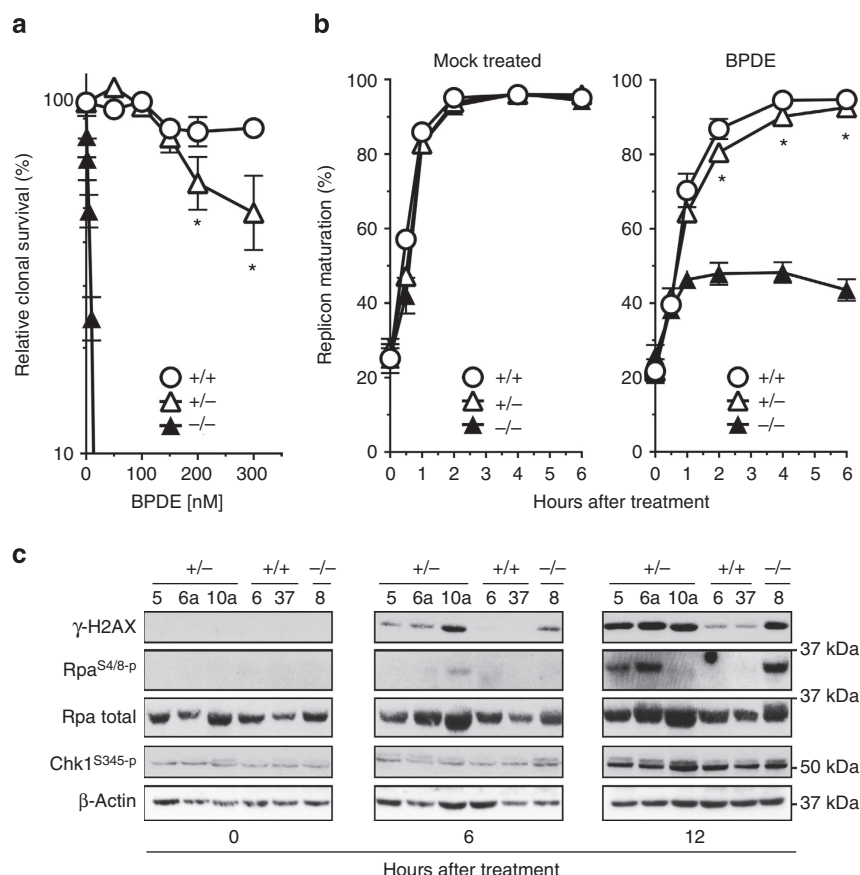 a
b
Mock treated
BPDE
100
10
Relative clonal survival (%)
0 100 200 300
BPDE [nM]
+/+
+/–
–/–
Replicon maturation (%)
100
80
60
40
20
0
0 1 2 3 4 5 6
+/+
+/–
–/–
100
80
60
40
20
0
0 1 2 3 4 5 6
+/+
+/–
–/–
Hours after treatment
* * * * *
c
+/– +/+ –/– +/– +/+ –/– +/– +/+ –/–
5 6a 10a 6 37 8 5 6a 10a 6 37 8 5 6a 10a 6 37 8
γ-H2AX
37 kDa
RpaS4/8-p
37 kDa
Rpa total
Chk1S345-p
50 kDa
β-Actin
37 kDa
0 6 12
Hours after treatment